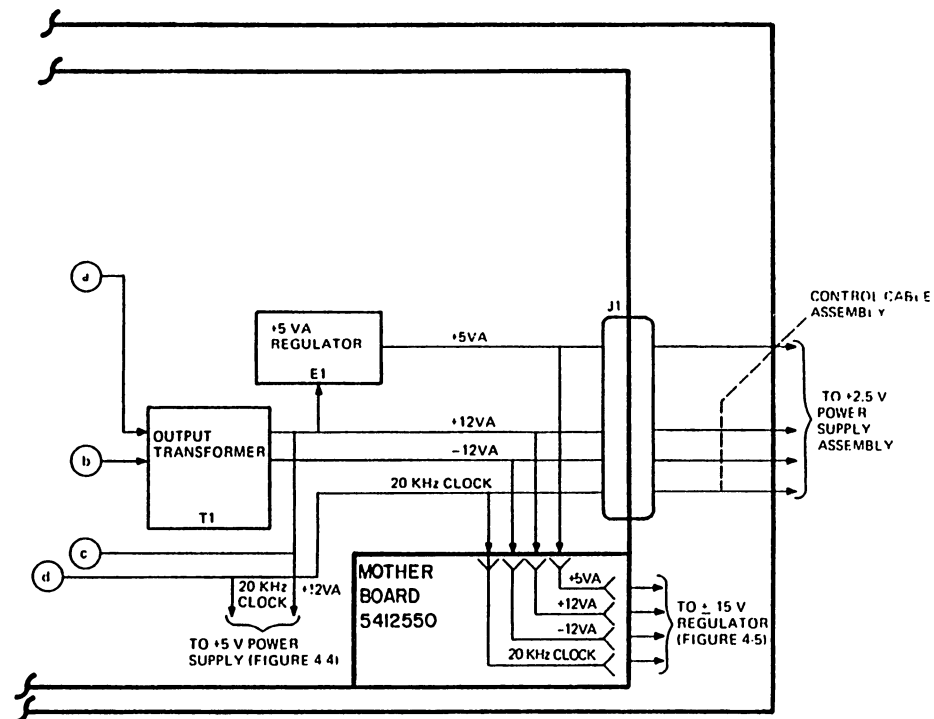 a
J1
CONTROL CABLE
ASSEMBLY
+5 VA
REGULATOR
E1
+5VA
TO +2.5 V
POWER
SUPPLY
ASSEMBLY
OUTPUT
TRANSFORMER
T1
+12VA
-12VA
b
20 KHz CLOCK
c
d
20 KHz
CLOCK
+12VA
TO +5 V POWER
SUPPLY (FIGURE 4-4)
MOTHER
BOARD
5412550
+5VA
+12VA
-12VA
20 KHz CLOCK
TO ± 15 V
REGULATOR
(FIGURE 4-5)